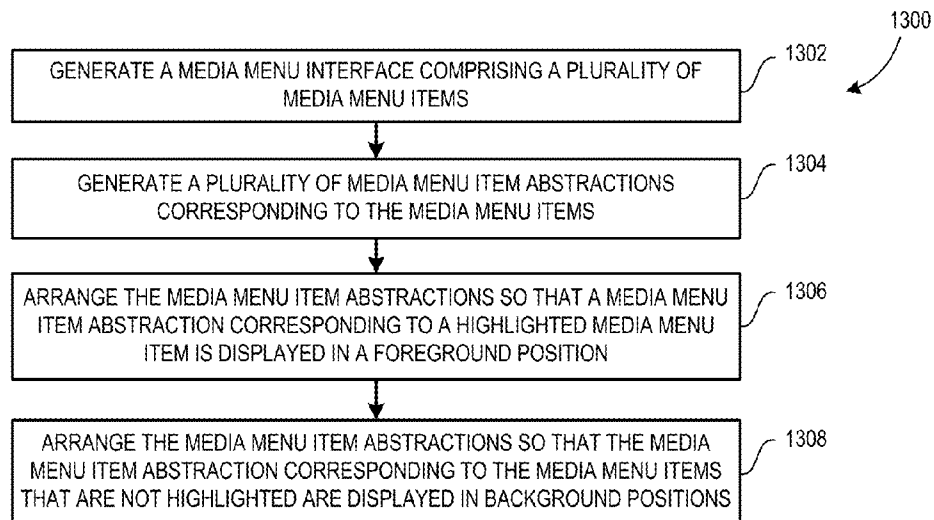 1300
GENERATE A MEDIA MENU INTERFACE COMPRISING A PLURALITY OF
MEDIA MENU ITEMS
1302
GENERATE A PLURALITY OF MEDIA MENU ITEM ABSTRACTIONS
CORRESPONDING TO THE MEDIA MENU ITEMS
1304
ARRANGE THE MEDIA MENU ITEM ABSTRACTIONS SO THAT A MEDIA MENU
ITEM ABSTRACTION CORRESPONDING TO A HIGHLIGHTED MEDIA MENU
ITEM IS DISPLAYED IN A FOREGROUND POSITION
1306
ARRANGE THE MEDIA MENU ITEM ABSTRACTIONS SO THAT THE MEDIA
MENU ITEM ABSTRACTION CORRESPONDING TO THE MEDIA MENU ITEMS
THAT ARE NOT HIGHLIGHTED ARE DISPLAYED IN BACKGROUND POSITIONS
1308